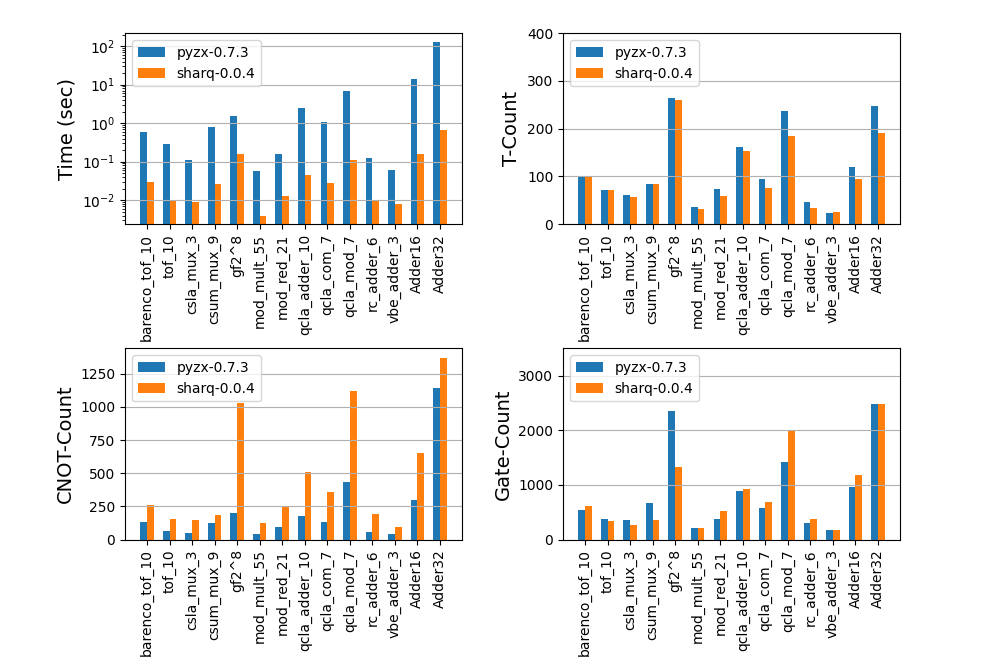 Time (sec)
10^2
10^1
10^0
10^-1
10^-2
pyzx-0.7.3
sharq-0.0.4
barenco_tof_10
tof_10
csla_mux_3
csum_mux_9
gf2^8
mod_mult_55
mod_red_21
qcla_adder_10
qcla_com_7
qcla_mod_7
rc_adder_6
vbe_adder_3
Adder16
Adder32
T-Count
400
300
200
100
0
pyzx-0.7.3
sharq-0.0.4
barenco_tof_10
tof_10
csla_mux_3
csum_mux_9
gf2^8
mod_mult_55
mod_red_21
qcla_adder_10
qcla_com_7
qcla_mod_7
rc_adder_6
vbe_adder_3
Adder16
Adder32
CNOT-Count
1250
1000
750
500
250
0
pyzx-0.7.3
sharq-0.0.4
barenco_tof_10
tof_10
csla_mux_3
csum_mux_9
gf2^8
mod_mult_55
mod_red_21
qcla_adder_10
qcla_com_7
qcla_mod_7
rc_adder_6
vbe_adder_3
Adder16
Adder32
Gate-Count
3000
2000
1000
0
pyzx-0.7.3
sharq-0.0.4
barenco_tof_10
tof_10
csla_mux_3
csum_mux_9
gf2^8
mod_mult_55
mod_red_21
qcla_adder_10
qcla_com_7
qcla_mod_7
rc_adder_6
vbe_adder_3
Adder16
Adder32